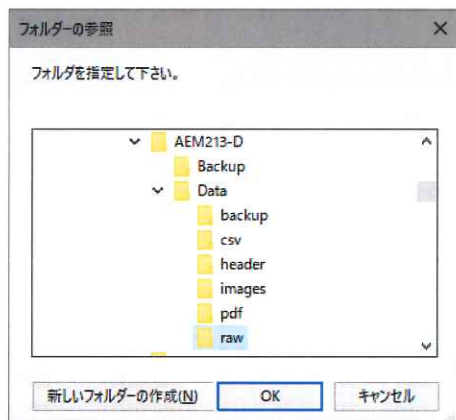 フォルダーの参照
フォルダを指定して下さい。
AEM213-D
Backup
Data
backup
csv
header
images
pdf
raw
新しいフォルダーの作成(N) OK キャンセル